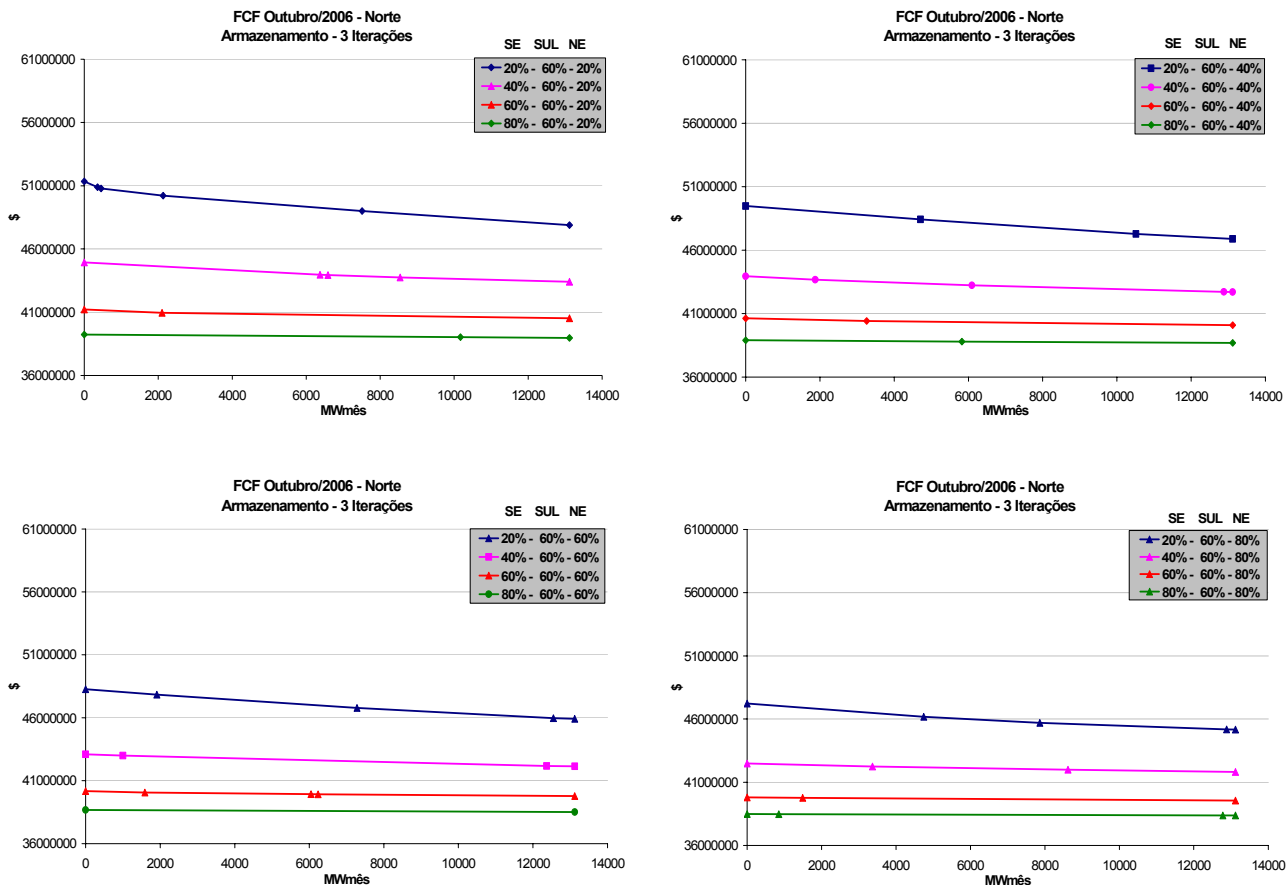 FCF Outubro/2006 - Norte
Armazenamento - 3 Iterações
SE SUL NE
20% - 60% - 20%
40% - 60% - 20%
60% - 60% - 20%
80% - 60% - 20%
61000000
56000000
51000000
46000000
41000000
36000000
$
0 2000 4000 6000 8000 10000 12000 14000
MWmês
FCF Outubro/2006 - Norte
Armazenamento - 3 Iterações
SE SUL NE
20% - 60% - 40%
40% - 60% - 40%
60% - 60% - 40%
80% - 60% - 40%
61000000
56000000
51000000
46000000
41000000
36000000
$
0 2000 4000 6000 8000 10000 12000 14000
MWmês
FCF Outubro/2006 - Norte
Armazenamento - 3 Iterações
SE SUL NE
20% - 60% - 60%
40% - 60% - 60%
60% - 60% - 60%
80% - 60% - 60%
61000000
56000000
51000000
46000000
41000000
36000000
$
0 2000 4000 6000 8000 10000 12000 14000
MWmês
FCF Outubro/2006 - Norte
Armazenamento - 3 Iterações
SE SUL NE
20% - 60% - 80%
40% - 60% - 80%
60% - 60% - 80%
80% - 60% - 80%
61000000
56000000
51000000
46000000
41000000
36000000
$
0 2000 4000 6000 8000 10000 12000 14000
MWmês